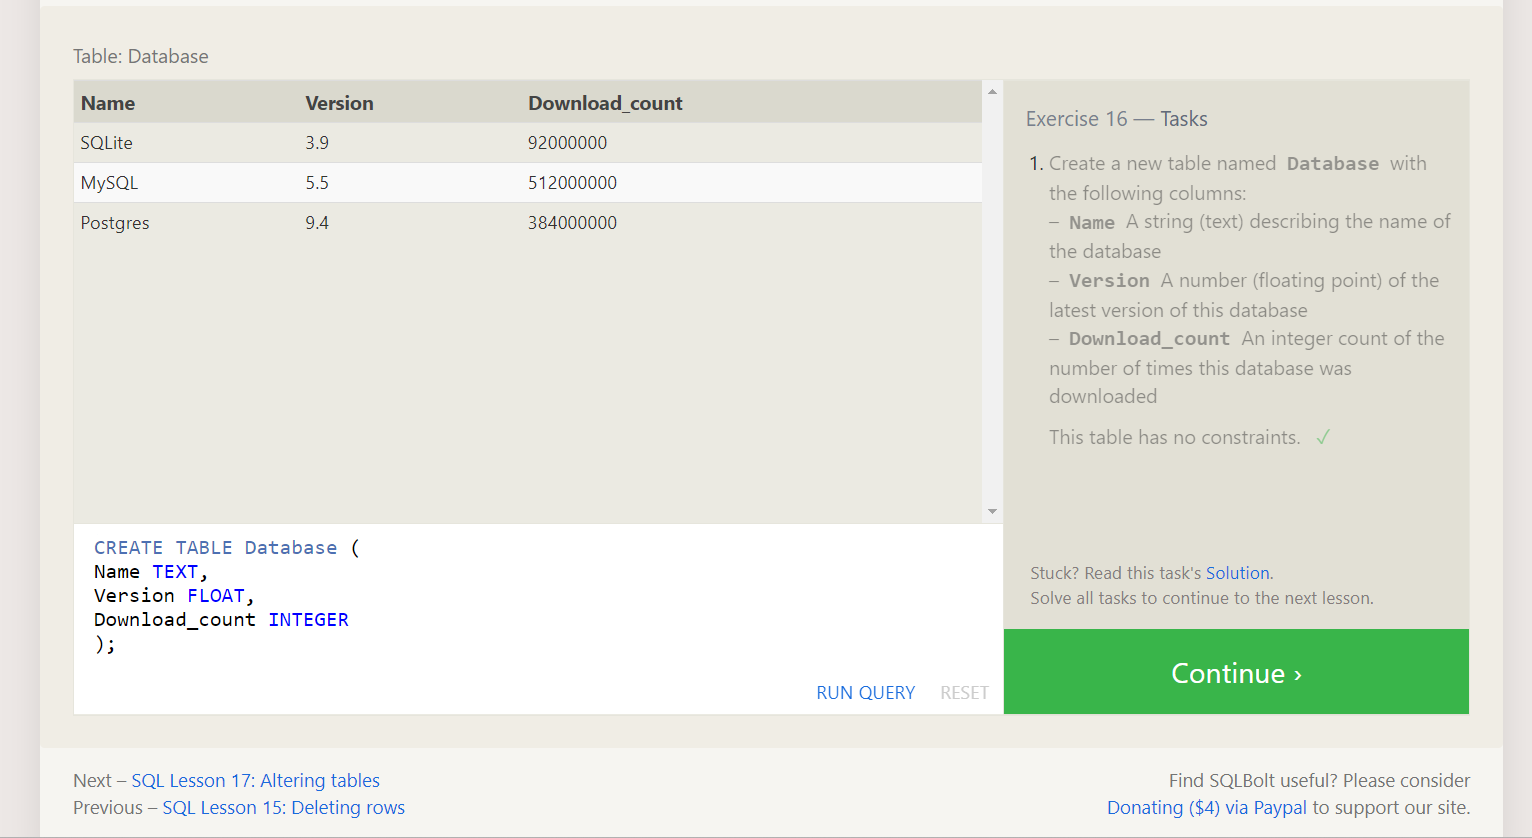 Table: Database
Name Version Download_count
SQLite 3.9 92000000
MySQL 5.5 512000000
Postgres 9.4 384000000
CREATE TABLE Database (
Name TEXT,
Version FLOAT,
Download_count INTEGER
);
RUN QUERY RESET
Exercise 16 — Tasks
1. Create a new table named Database with
the following columns:
– Name A string (text) describing the name of
the database
– Version A number (floating point) of the
latest version of this database
– Download_count An integer count of the
number of times this database was
downloaded
This table has no constraints. ✓
Stuck? Read this task's Solution.
Solve all tasks to continue to the next lesson.
Continue ›
Next – SQL Lesson 17: Altering tables
Previous – SQL Lesson 15: Deleting rows
Find SQLBolt useful? Please consider
Donating ($4) via Paypal to support our site.